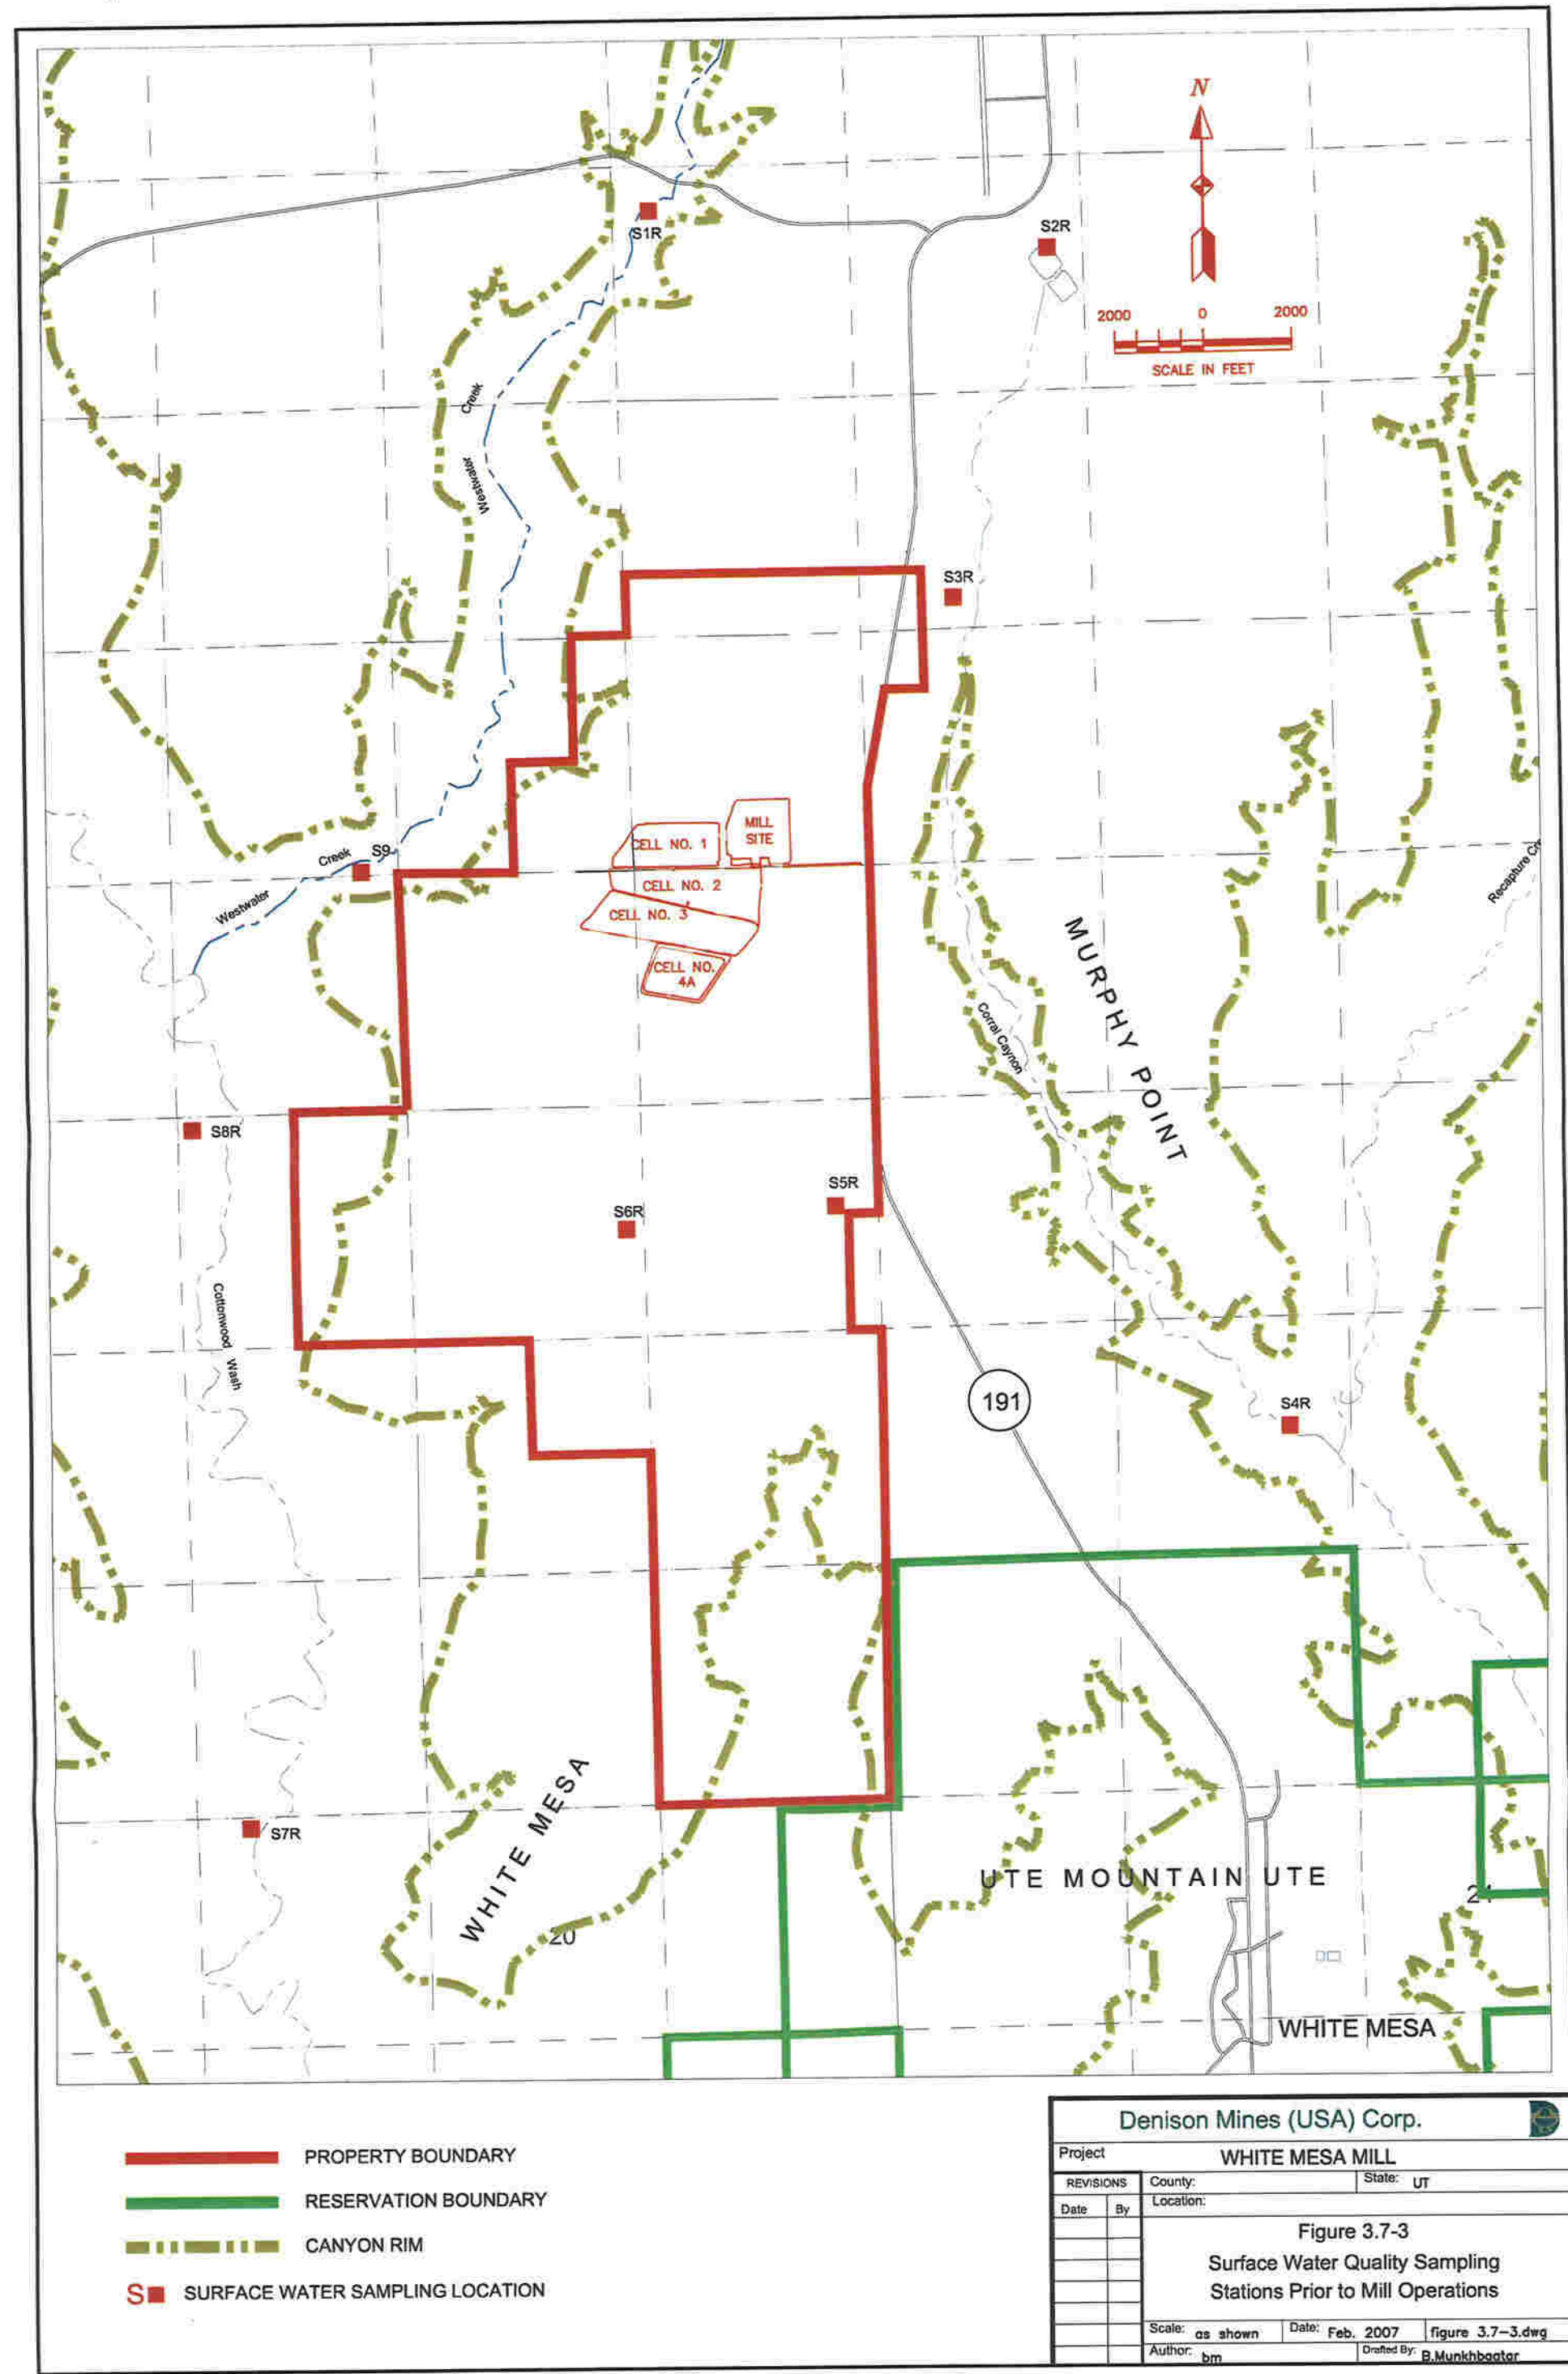 N
S1R
S2R
2000 0 2000
SCALE IN FEET
Creek
Westwater
S3R
MILL
SITE
CELL NO. 1
CELL NO. 2
CELL NO. 3
CELL NO.
4A
S9
Creek
Westwater
Recapture Cr
MURPHY POINT
Corral Caynon
S8R
S5R
S6R
Cottonwood Wash
191
S4R
S7R
WHITE MESA
20
UTE MOUNTAIN UTE
WHITE MESA
PROPERTY BOUNDARY
RESERVATION BOUNDARY
CANYON RIM
S SURFACE WATER SAMPLING LOCATION
Denison Mines (USA) Corp.
Project WHITE MESA MILL
REVISIONS County: State: UT
Date By Location:
Figure 3.7-3
Surface Water Quality Sampling
Stations Prior to Mill Operations
Scale: as shown Date: Feb. 2007 figure 3.7-3.dwg
Author: bm Drafted By: B.Munkhbaatar